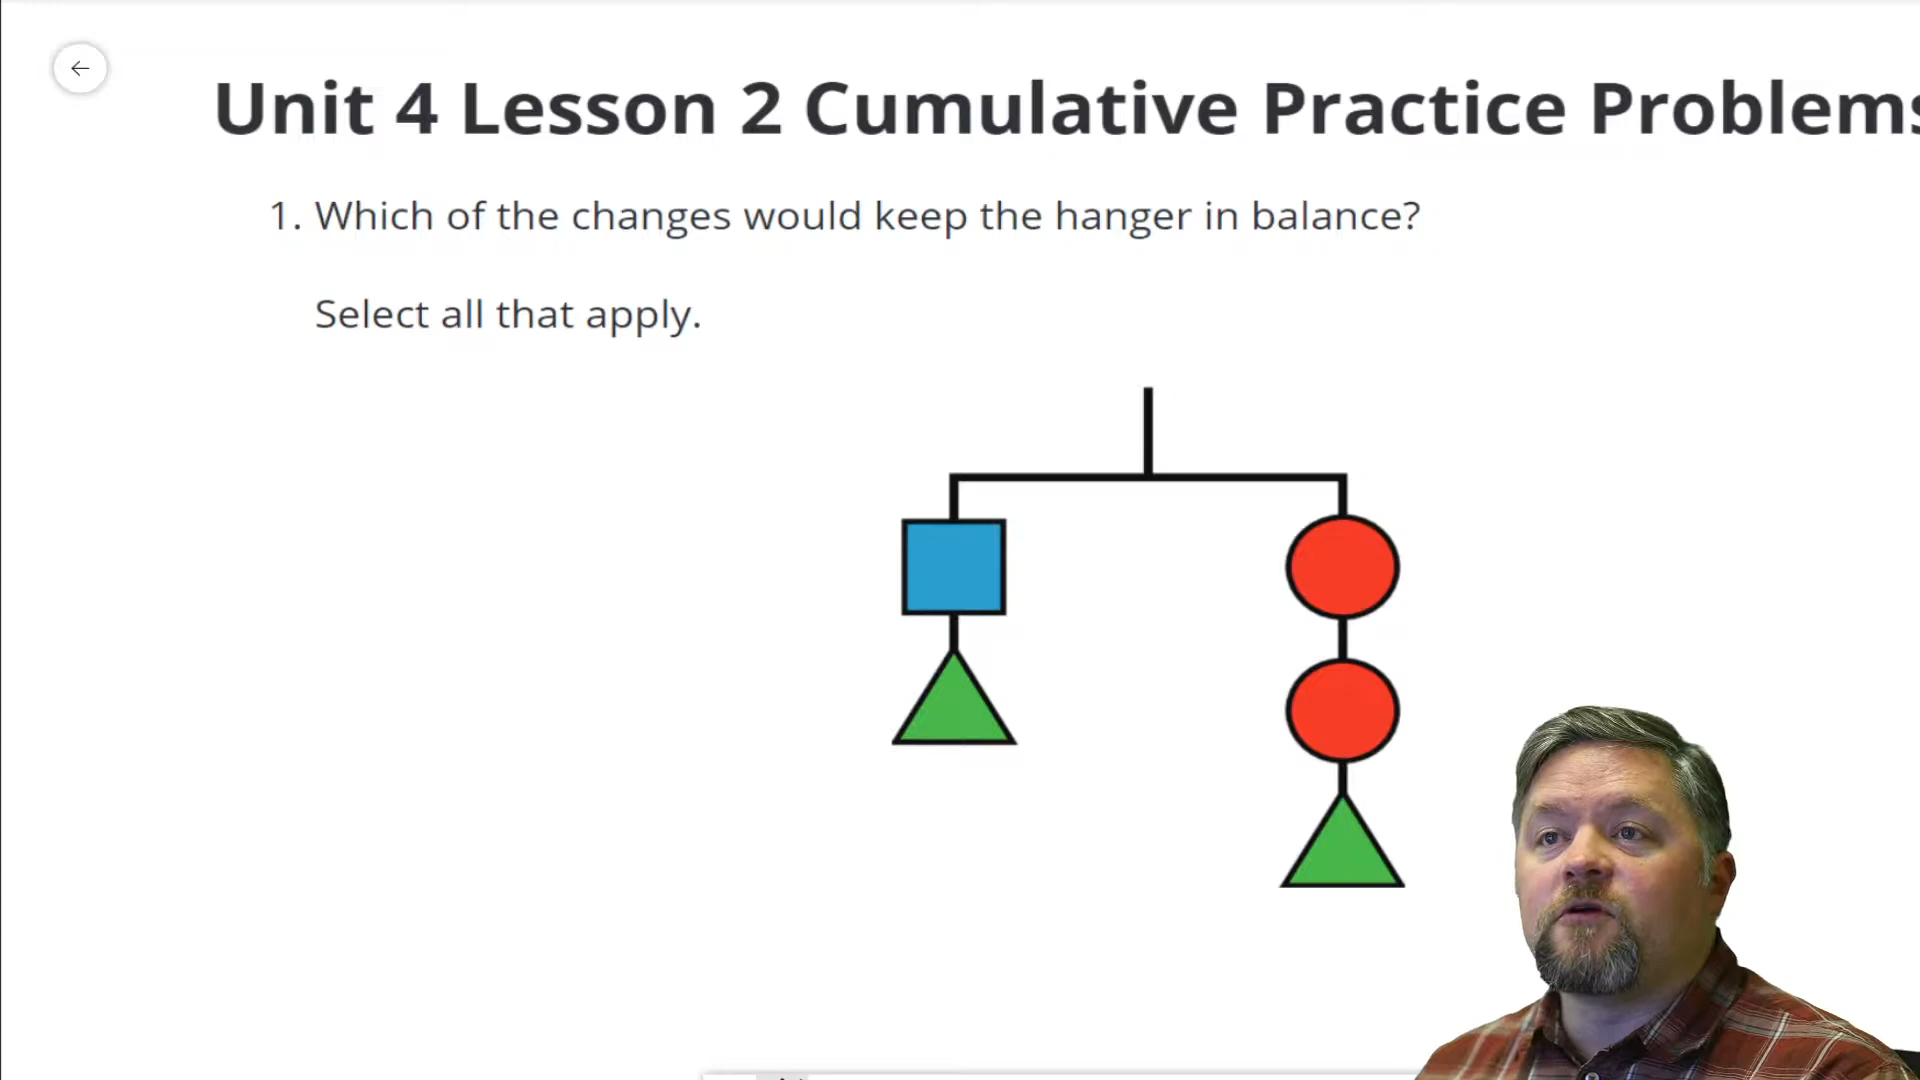 Unit 4 Lesson 2 Cumulative Practice Problems
1. Which of the changes would keep the hanger in balance?
Select all that apply.